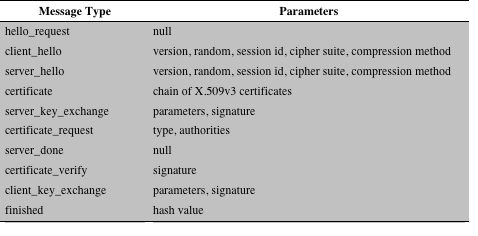 Message Type Parameters
hello_request null
client_hello version, random, session id, cipher suite, compression method
server_hello version, random, session id, cipher suite, compression method
certificate chain of X.509v3 certificates
server_key_exchange parameters, signature
certificate_request type, authorities
server_done null
certificate_verify signature
client_key_exchange parameters, signature
finished hash value